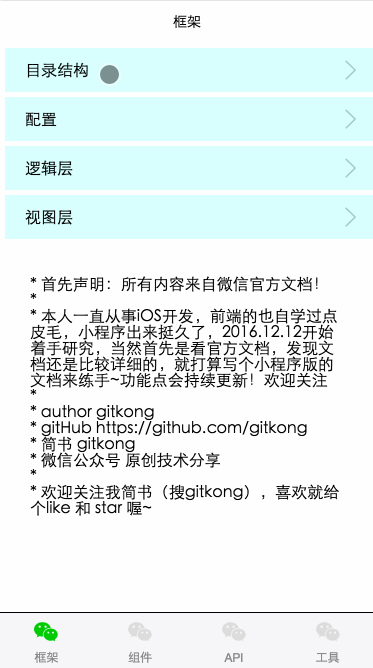 框架
目录结构
配置
逻辑层
视图层
* 首先声明：所有内容来自微信官方文档！
*
* 本人一直从事iOS开发，前端的也自学过点
皮毛，小程序出来挺久了，2016.12.12开始
着手研究，当然首先是看官方文档，发现文
档还是比较详细的，就打算写个小程序版的
文档来练手~功能点会持续更新！欢迎关注
*
* author gitkong
* gitHub https://github.com/gitkong
* 简书 gitkong
* 微信公众号 原创技术分享
*
* 欢迎关注我简书（搜gitkong），喜欢就给
个like 和 star 喔~
框架
组件
API
工具